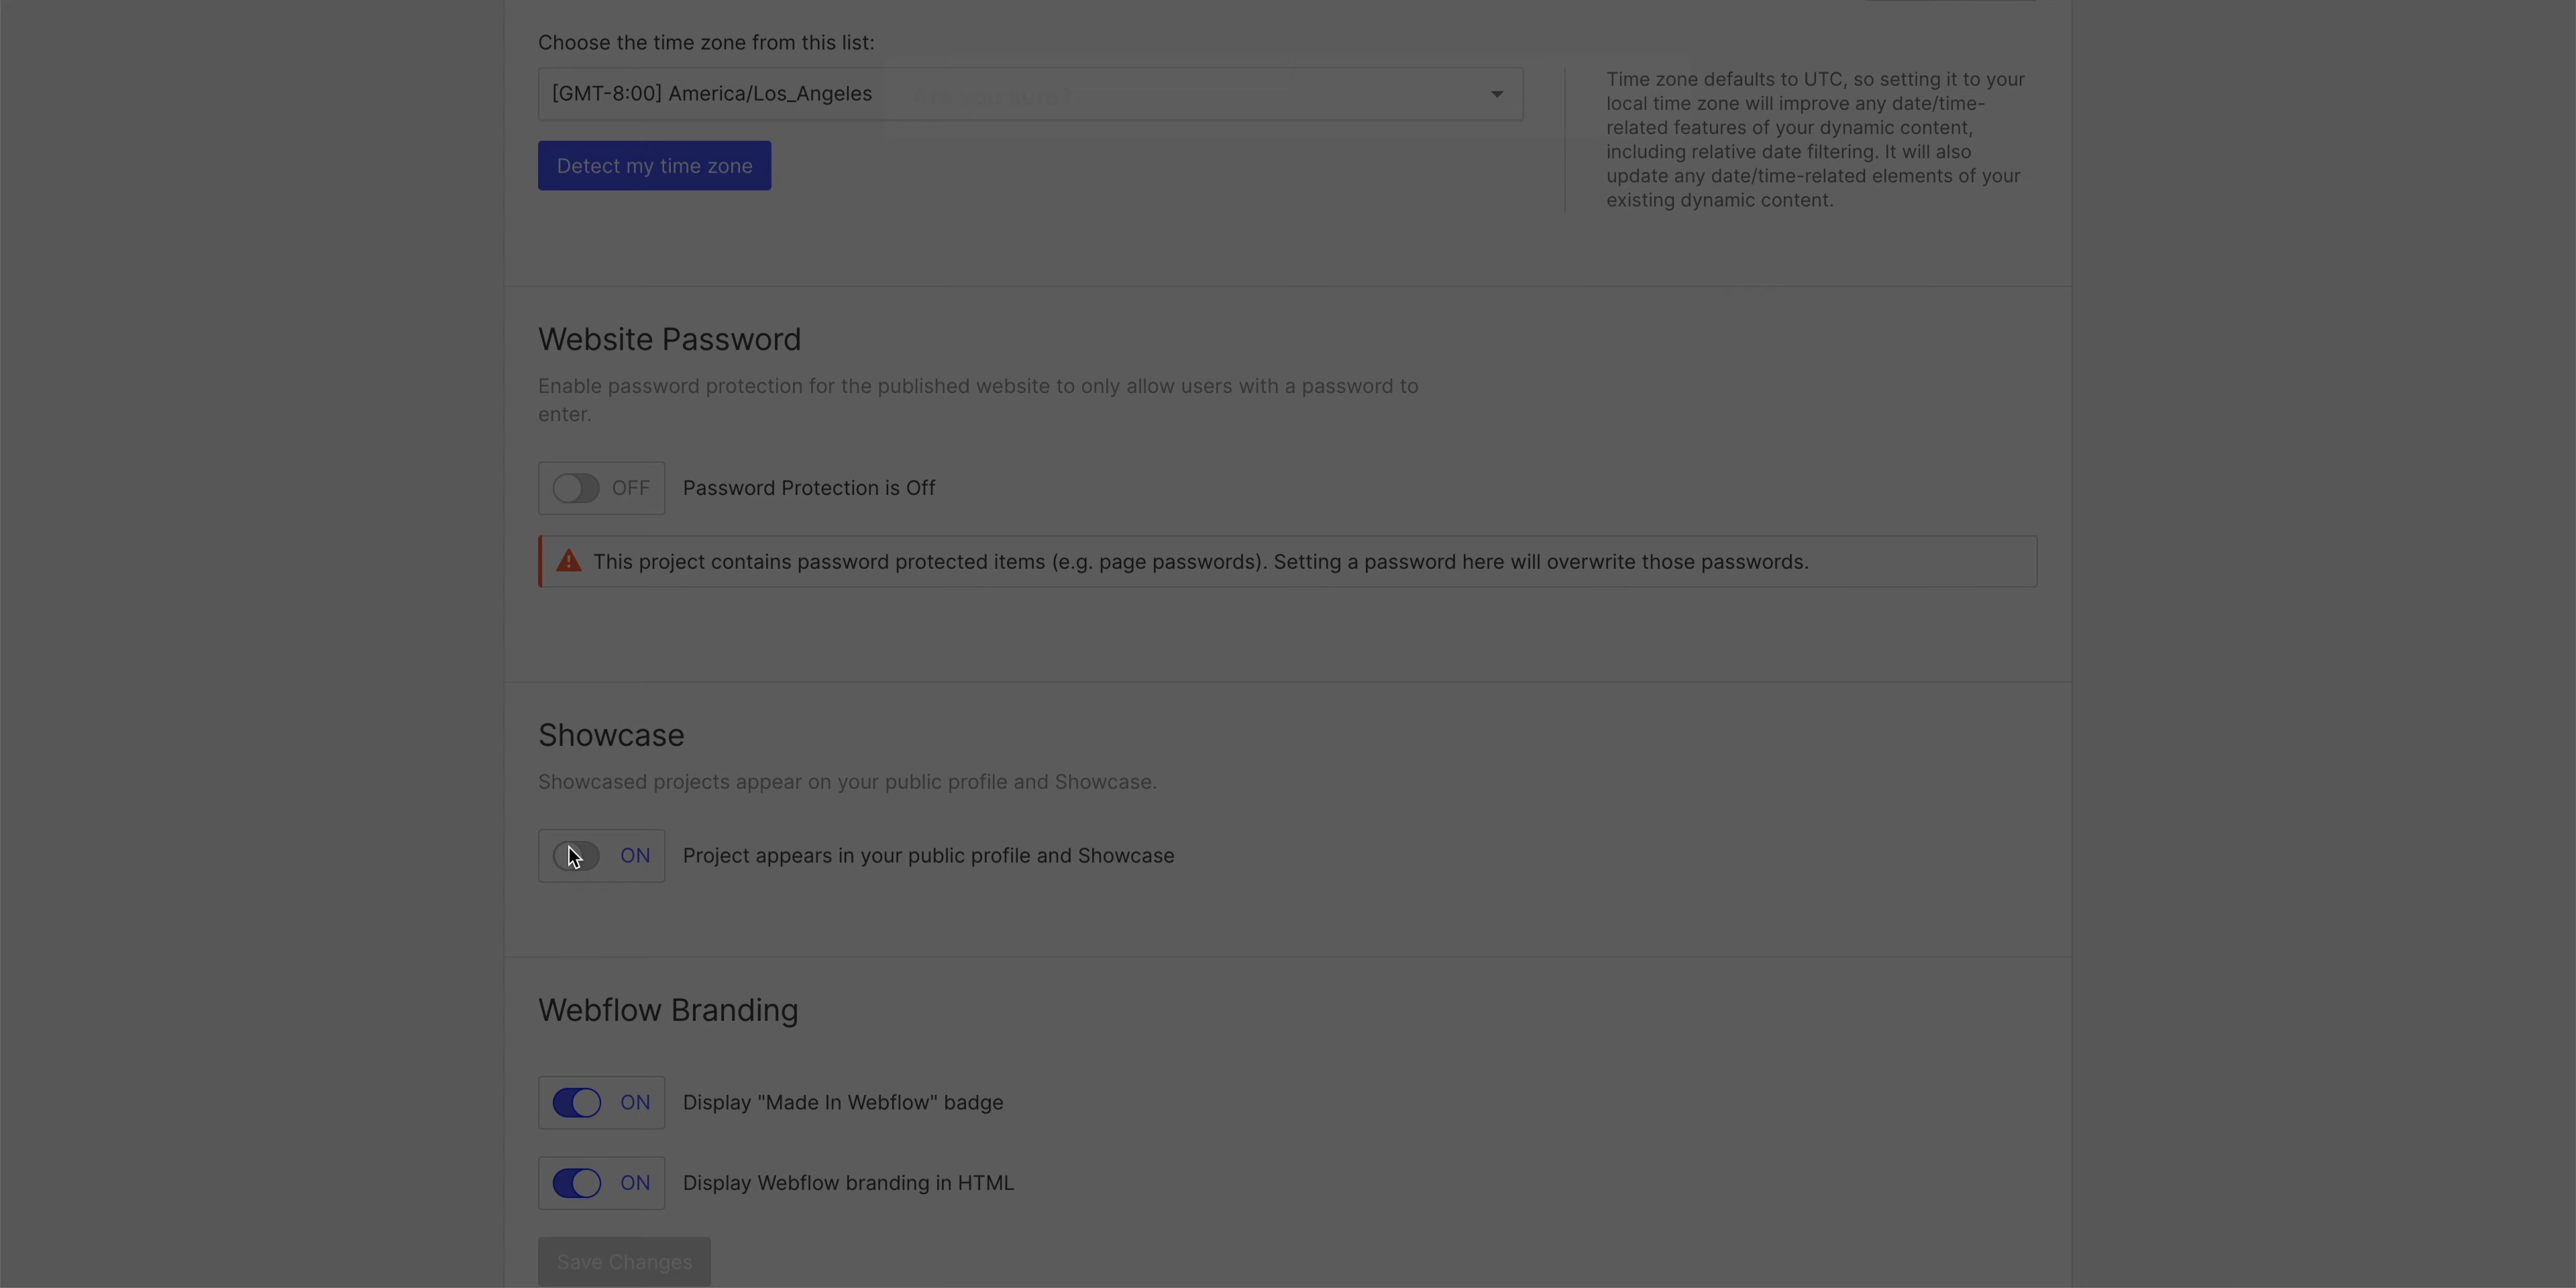 Choose the time zone from this list:
[GMT-8:00] America/Los_Angeles
Are you sure?
Detect my time zone
Time zone defaults to UTC, so setting it to your
local time zone will improve any date/time-
related features of your dynamic content,
including relative date filtering. It will also
update any date/time-related elements of your
existing dynamic content.
Website Password
Enable password protection for the published website to only allow users with a password to
enter.
OFF
Password Protection is Off
This project contains password protected items (e.g. page passwords). Setting a password here will overwrite those passwords.
Showcase
Showcased projects appear on your public profile and Showcase.
ON
Project appears in your public profile and Showcase
Webflow Branding
ON
Display "Made In Webflow" badge
ON
Display Webflow branding in HTML
Save Changes